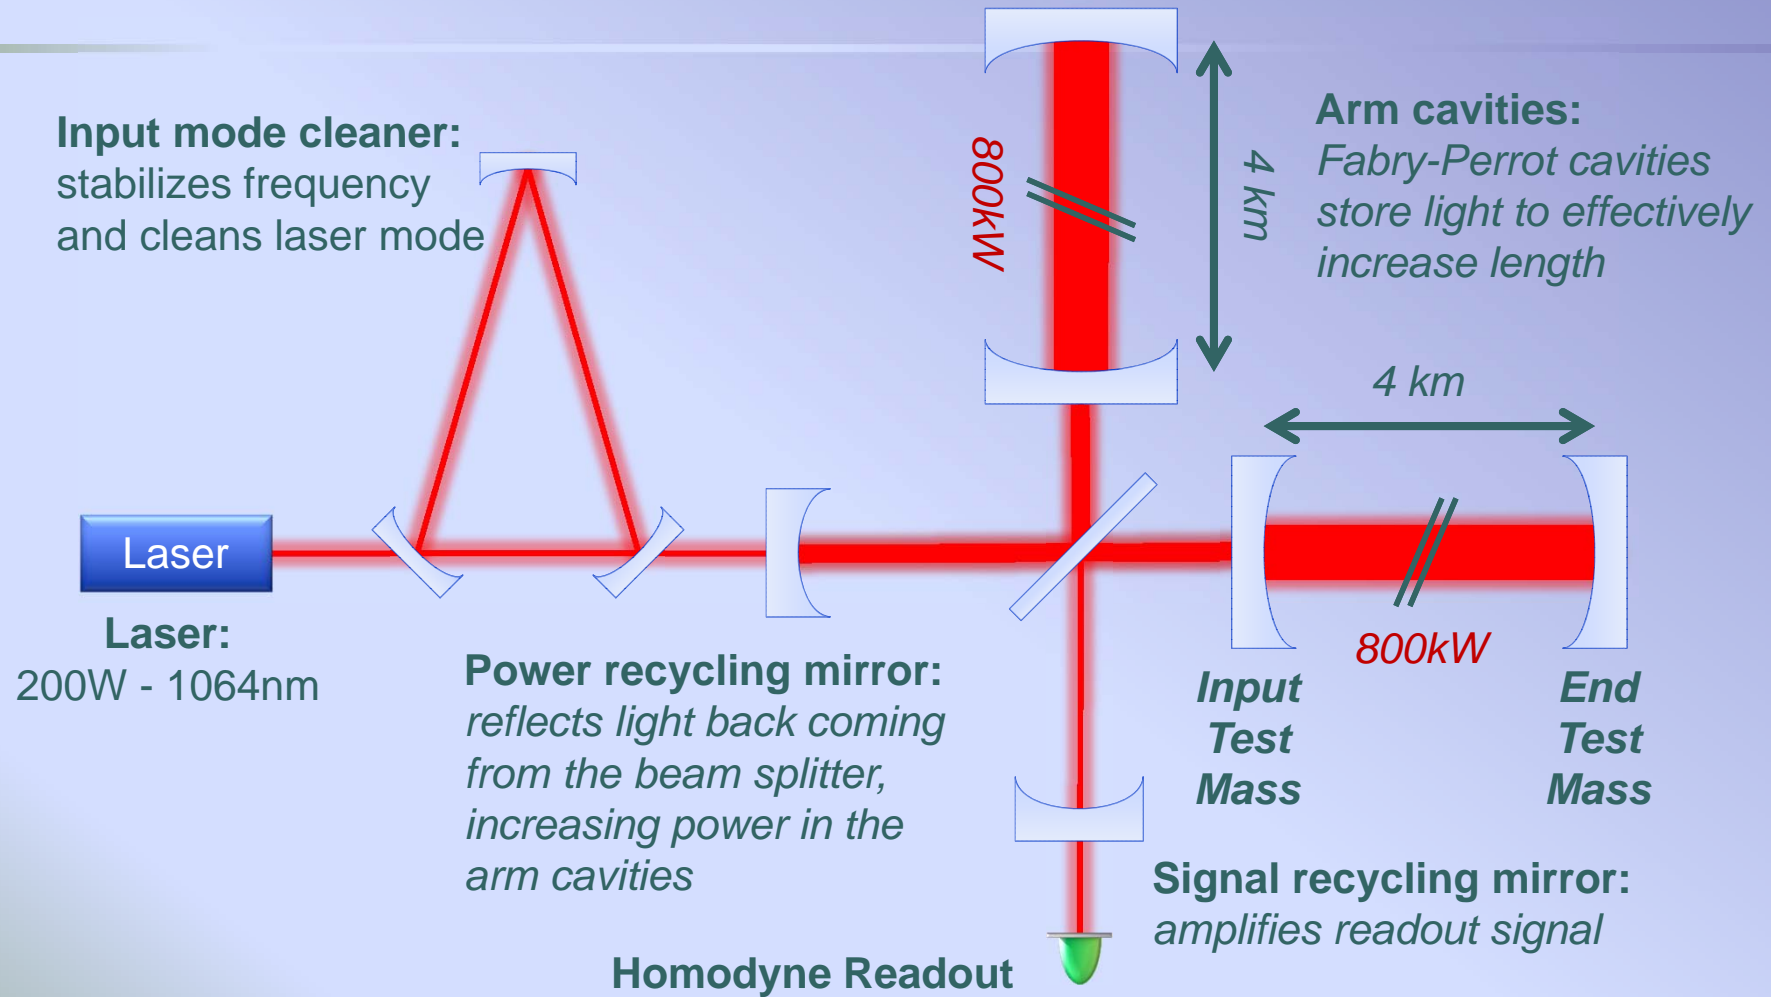 Input mode cleaner:
stabilizes frequency
and cleans laser mode
800kW
4 km
Arm cavities:
Fabry-Perrot cavities
store light to effectively
increase length
4 km
Laser
Laser:
200W - 1064nm
Power recycling mirror:
reflects light back coming
from the beam splitter,
increasing power in the
arm cavities
800kW
Input
Test
Mass
End
Test
Mass
Signal recycling mirror:
amplifies readout signal
Homodyne Readout